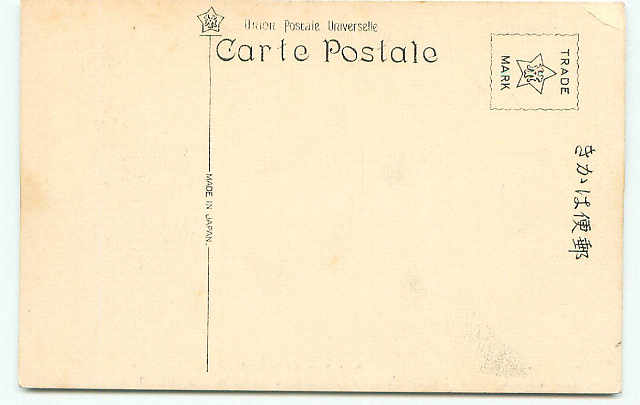 Union Postale Universelle
Carte Postale
TRADE
MARK
郵便はかき
MADE IN JAPAN.